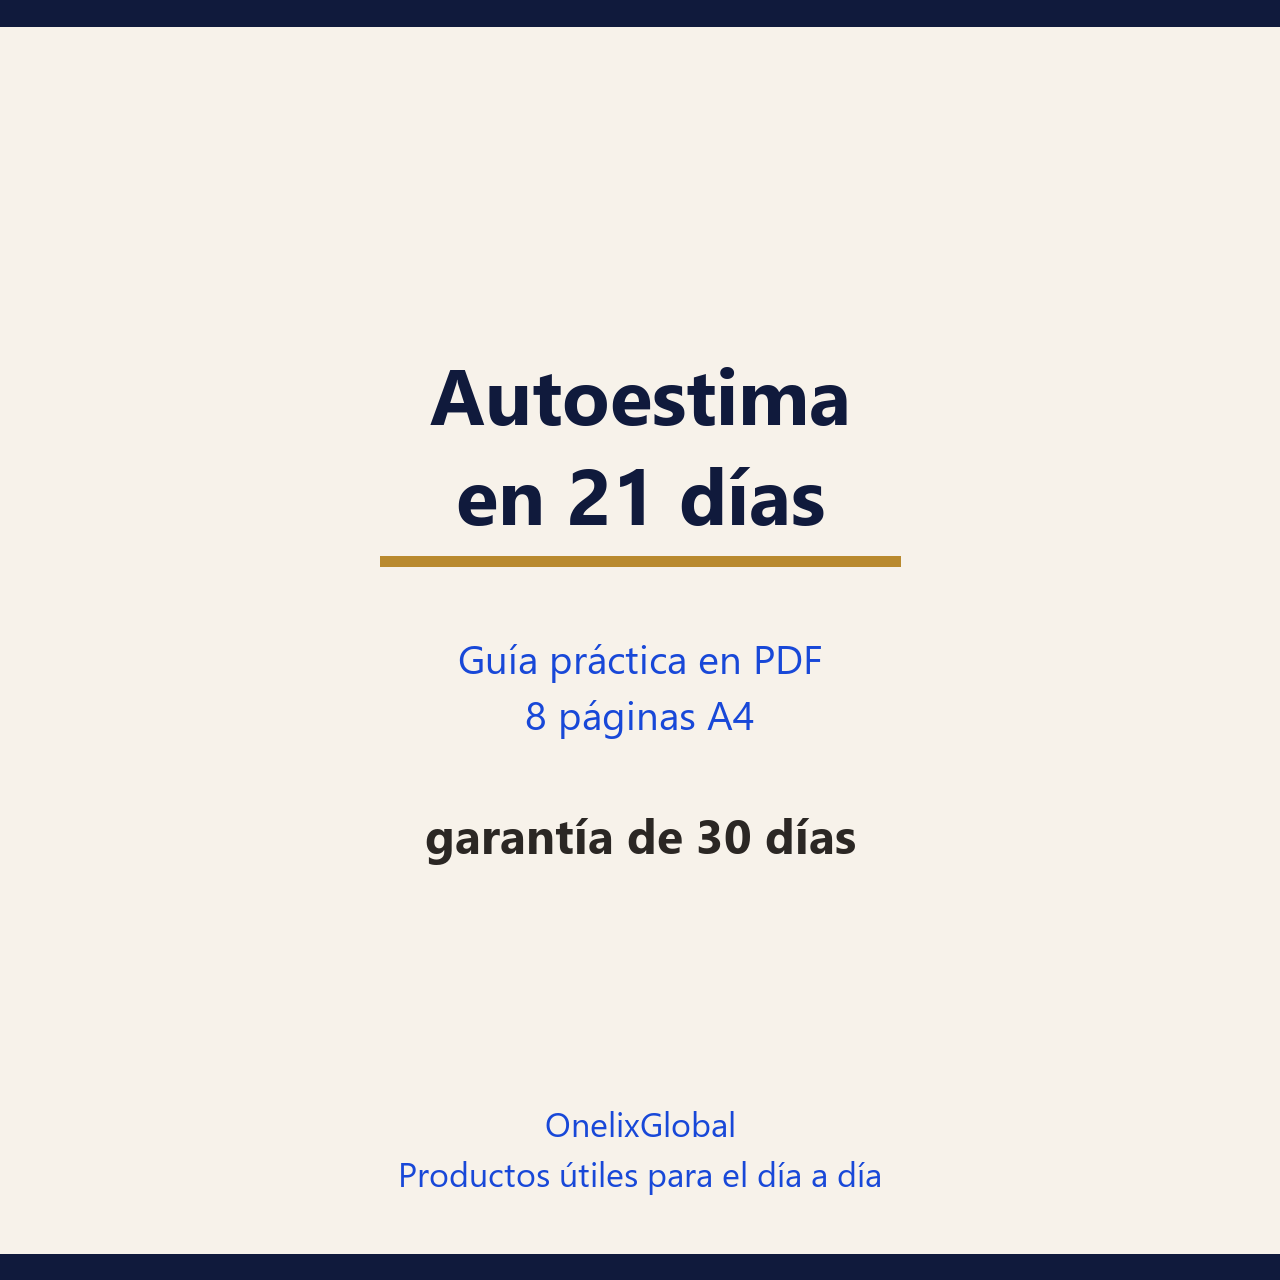 Autoestima
en 21 días
Guía práctica en PDF
8 páginas A4
garantía de 30 días
OnelixGlobal
Productos útiles para el día a día